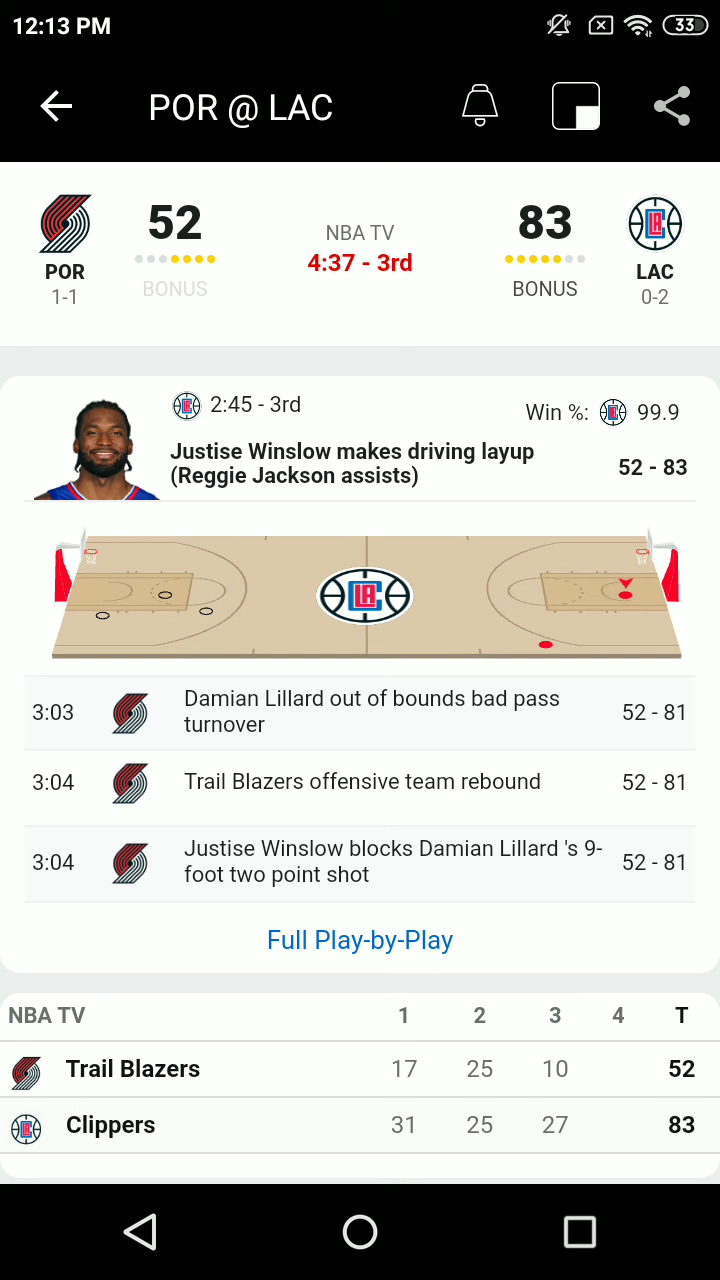 12:13 PM
33
POR @ LAC
52
83
NBA TV
4:37 - 3rd
POR
1-1
BONUS
BONUS
LAC
0-2
2:45 - 3rd
Win %: 99.9
Justise Winslow makes driving layup
(Reggie Jackson assists)
52 - 83
3:03
Damian Lillard out of bounds bad pass
turnover
52 - 81
3:04
Trail Blazers offensive team rebound
52 - 81
3:04
Justise Winslow blocks Damian Lillard 's 9-
foot two point shot
52 - 81
Full Play-by-Play
NBA TV 1 2 3 4 T
Trail Blazers 17 25 10 52
Clippers 31 25 27 83